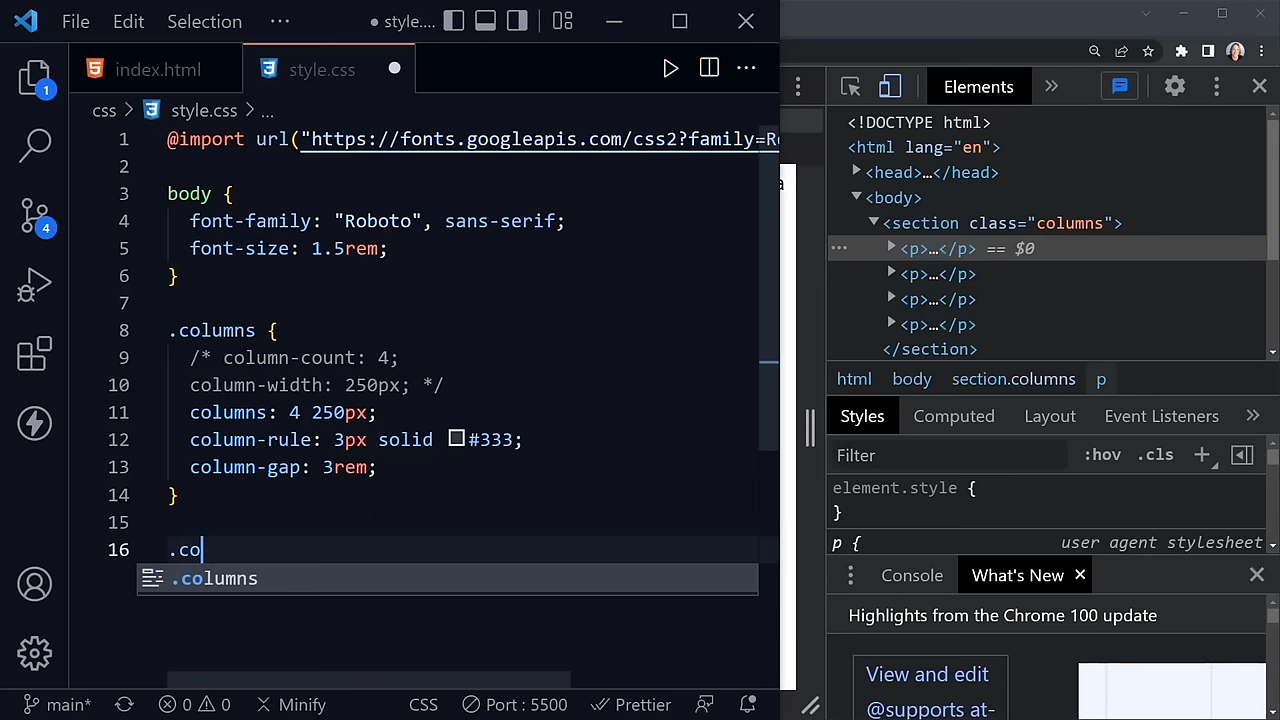 File Edit Selection ··· ● style....
index.html style.css
css > style.css > ...
1 @import url("https://fonts.googleapis.com/css2?family=Ro
2
3 body {
4 font-family: "Roboto", sans-serif;
5 font-size: 1.5rem;
6 }
7
8 .columns {
9 /* column-count: 4;
10 column-width: 250px; */
11 columns: 4 250px;
12 column-rule: 3px solid #333;
13 column-gap: 3rem;
14 }
15
16 .co
.columns
1
4
main* 0 0 Minify CSS Port : 5500 Prettier
a
Elements »
<!DOCTYPE html>
<html lang="en">
<head>…</head>
<body>
<section class="columns">
··· <p>…</p> == $0
<p>…</p>
<p>…</p>
<p>…</p>
</section>
html body section.columns p
Styles Computed Layout Event Listeners »
Filter :hov .cls +
element.style {
}
p { user agent stylesheet
Console What's New ×
Highlights from the Chrome 100 update
View and edit
@supports at-